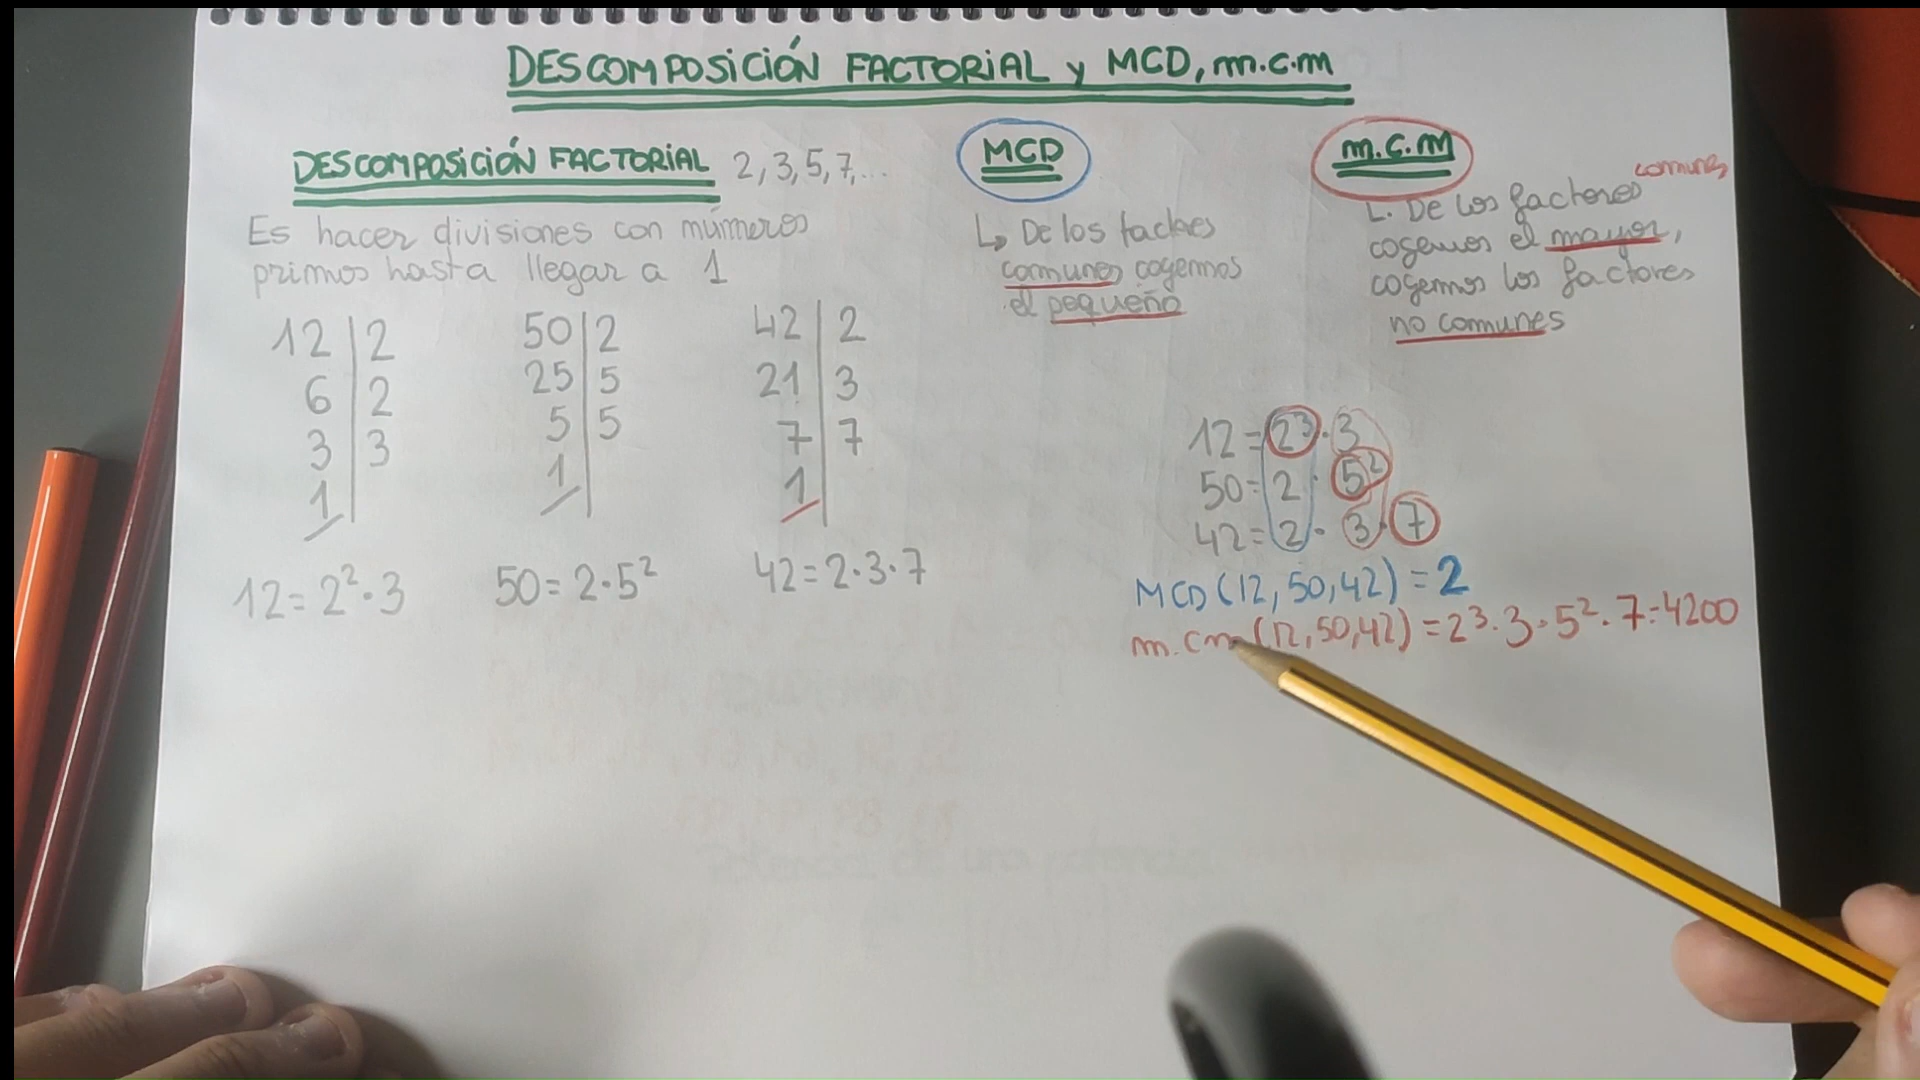 DESCOMPOSICIÓN FACTORIAL y MCD, m.c.m
DESCOMPOSICIÓN FACTORIAL 2, 3, 5, 7, ...
Es hacer divisiones con números
primos hasta llegar a 1
12 | 2
6 | 2
3 | 3
1
12 = 2² · 3
50 | 2
25 | 5
5 | 5
1
50 = 2 · 5²
42 | 2
21 | 3
7 | 7
1
42 = 2 · 3 · 7
MCD
↳ De los factores
comunes cogemos
el pequeño
m.c.m
comunes
L. De los factores
cogemos el mayor,
cogemos los factores
no comunes
12 = 2³ · 3
50 = 2 · 5²
42 = 2 · 3 · 7
MCD (12, 50, 42) = 2
m.cm (12, 50, 42) = 2³ · 3 · 5² · 7 = 4200